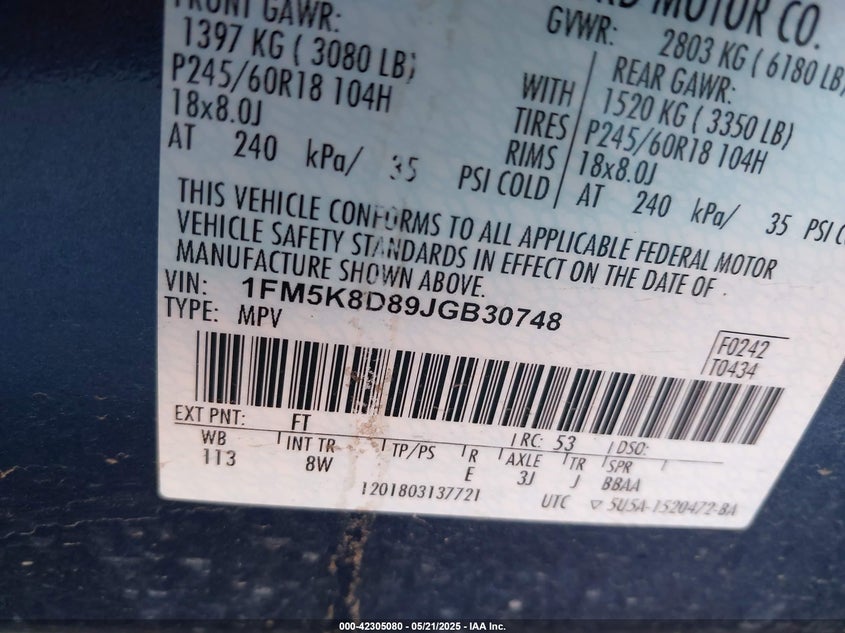 FRONT GAWR:
1397 KG ( 3080 LB)
P245/60R18 104H
18x8.0J
AT 240 kPa/ 35 PSI COLD
WITH
TIRES
RIMS
MOTOR CO.
GVWR: 2803 KG ( 6180 LB)
REAR GAWR:
1520 KG ( 3350 LB)
P245/60R18 104H
18x8.0J
AT 240 kPa/ 35 PSI
THIS VEHICLE CONFORMS TO ALL APPLICABLE FEDERAL MOTOR
VEHICLE SAFETY STANDARDS IN EFFECT ON THE DATE OF
MANUFACTURE SHOWN ABOVE.
VIN: 1FM5K8D89JGB30748
TYPE: MPV
F0242
T0434
EXT PNT: FT RC: 53 DSO:
WB INT TR TP/PS R AXLE TR SPR
113 8W E 3J J BBAA
1201803137721 UTC ▽ 5U5A-1520472-BA
000-42305080 - 05/21/2025 - IAA Inc.